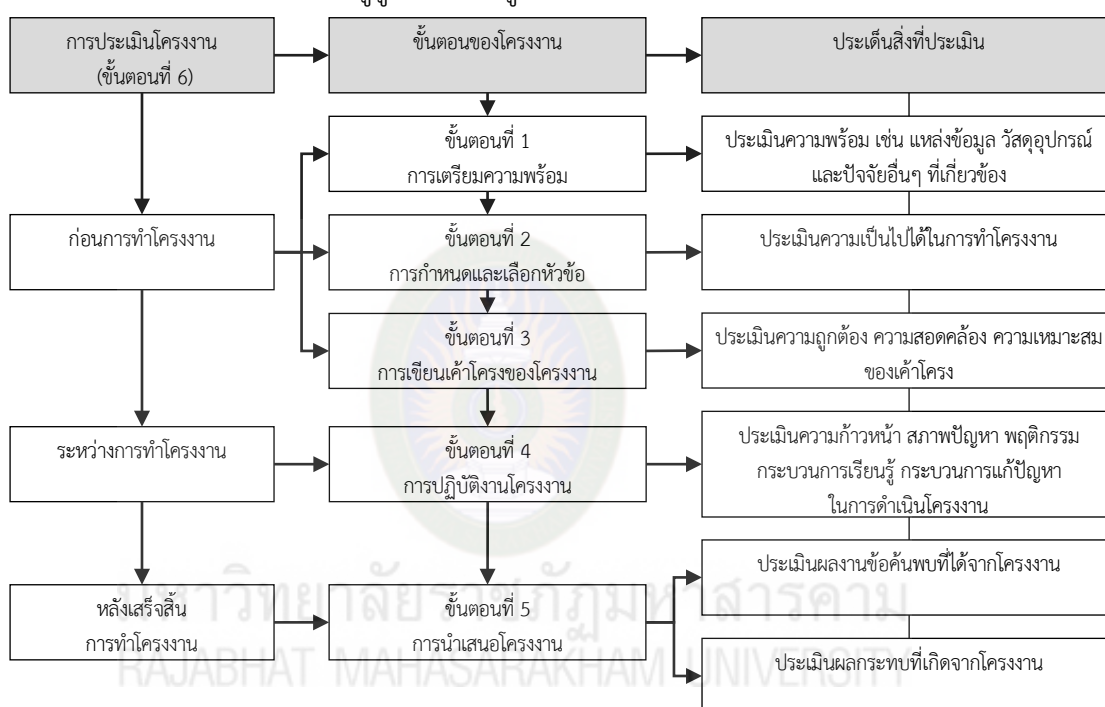 การประเมินโครงงาน
(ขั้นตอนที่ 6)
ขั้นตอนของโครงงาน
ประเด็นสิ่งที่ประเมิน
ขั้นตอนที่ 1
การเตรียมความพร้อม
ประเมินความพร้อม เช่น แหล่งข้อมูล วัสดุอุปกรณ์
และปัจจัยอื่นๆ ที่เกี่ยวข้อง
ก่อนการทำโครงงาน
ขั้นตอนที่ 2
การกำหนดและเลือกหัวข้อ
ประเมินความเป็นไปได้ในการทำโครงงาน
ขั้นตอนที่ 3
การเขียนเค้าโครงของโครงงาน
ประเมินความถูกต้อง ความสอดคล้อง ความเหมาะสม
ของเค้าโครง
ระหว่างการทำโครงงาน
ขั้นตอนที่ 4
การปฏิบัติงานโครงงาน
ประเมินความก้าวหน้า สภาพปัญหา พฤติกรรม
กระบวนการเรียนรู้ กระบวนการแก้ปัญหา
ในการดำเนินโครงงาน
หลังเสร็จสิ้น
การทำโครงงาน
ขั้นตอนที่ 5
การนำเสนอโครงงาน
ประเมินผลงานข้อค้นพบที่ได้จากโครงงาน
ประเมินผลกระทบที่เกิดจากโครงงาน
มหาวิทยาลัยราชภัฏมหาสารคาม
RAJABHAT MAHASARAKHAM UNIVERSITY